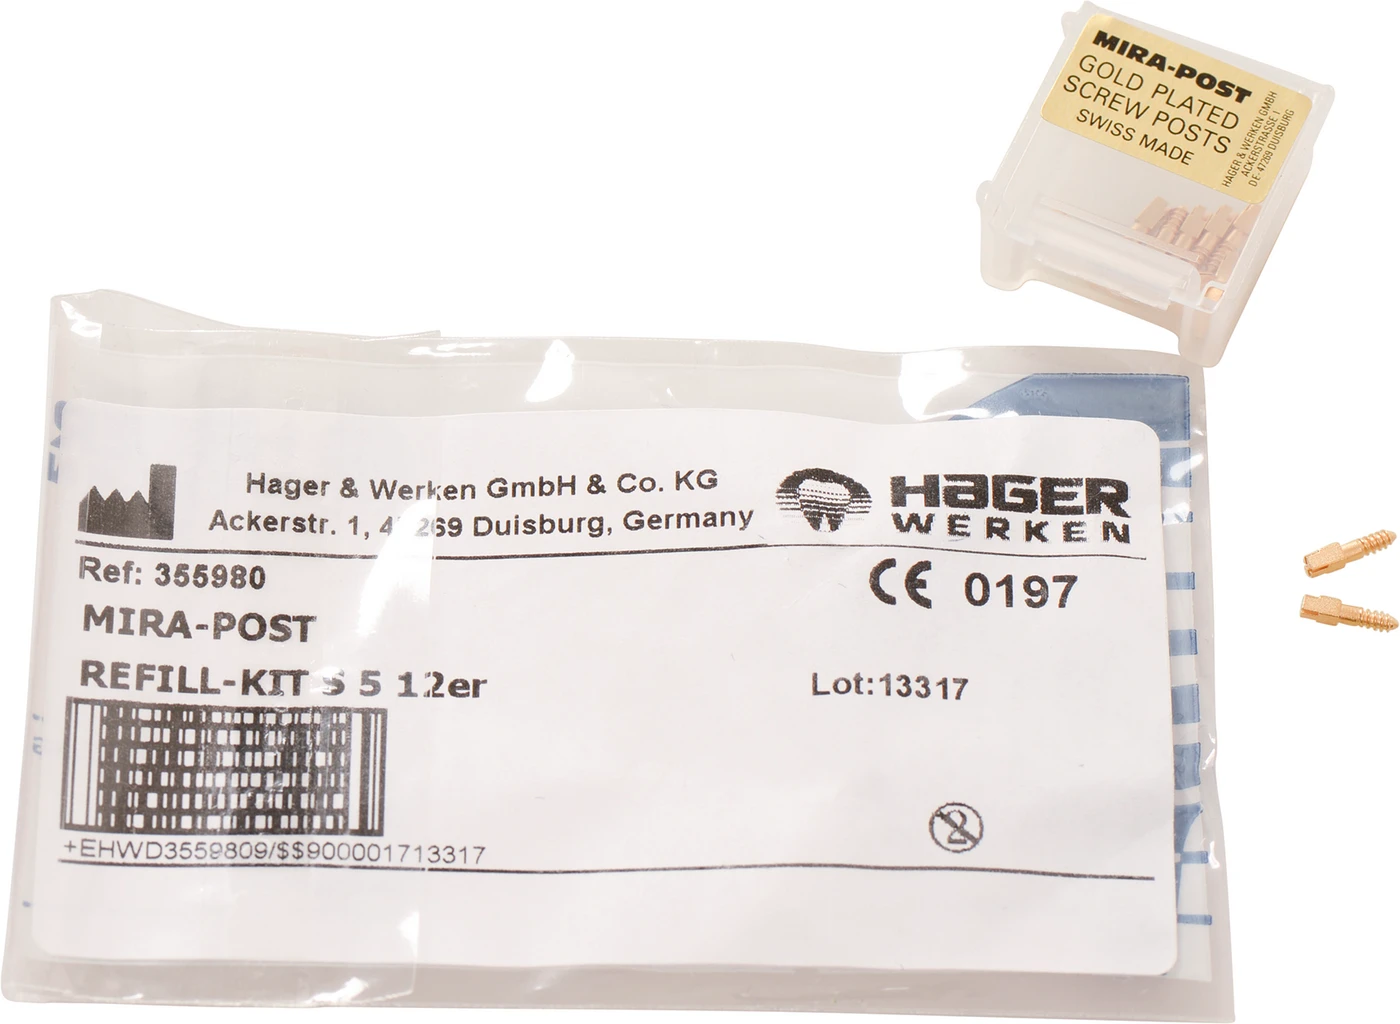 MIRA-POST
GOLD PLATED
SCREW POSTS
SWISS MADE
HAGER & WERKEN GMBH
ACKERSTRASSE 1
DE-47269 DUISBURG
Hager & Werken GmbH & Co. KG
Ackerstr. 1, 47269 Duisburg, Germany
HAGER
WERKEN
Ref: 355980
CE 0197
MIRA-POST
REFILL-KIT S 5 12er
Lot:13317
2
+EHWD3559809/$$900001713317